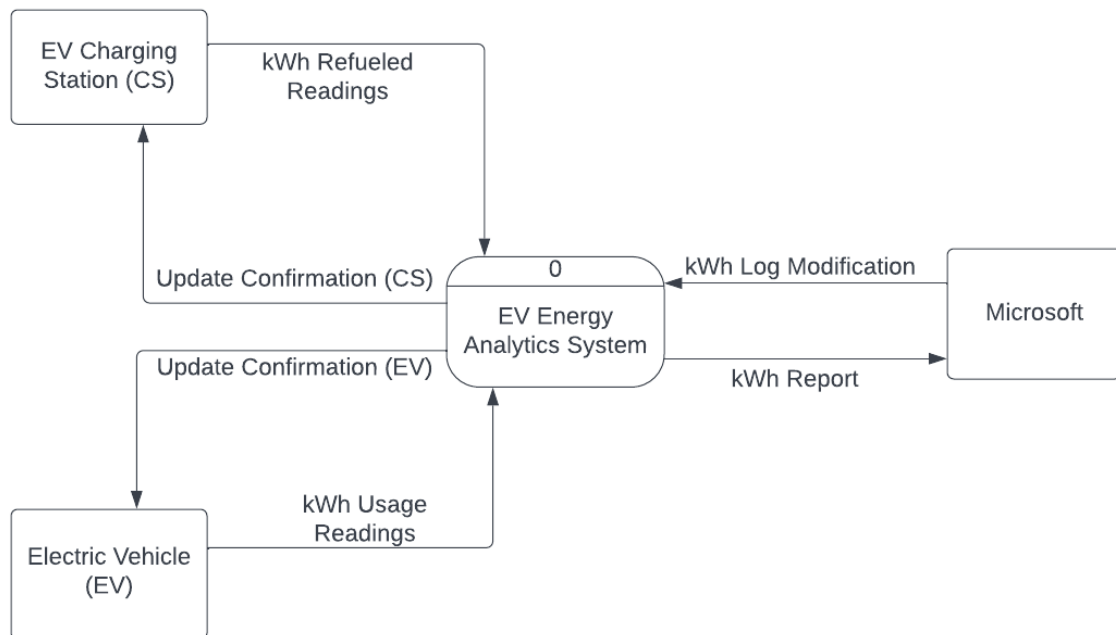 EV Charging
Station (CS)
kWh Refueled
Readings
Update Confirmation (CS)
0
EV Energy
Analytics System
kWh Log Modification
Microsoft
kWh Report
Update Confirmation (EV)
kWh Usage
Readings
Electric Vehicle
(EV)